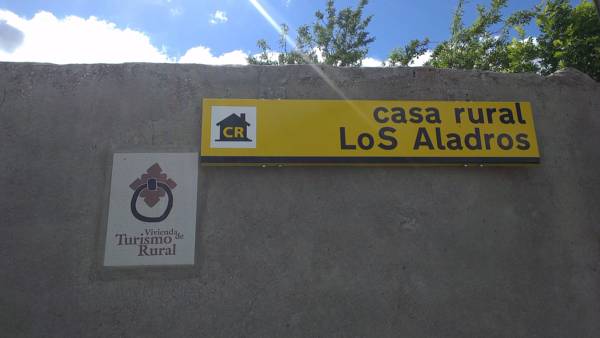 casa rural
LoS Aladros
CR
Vivienda de
Turismo
Rural